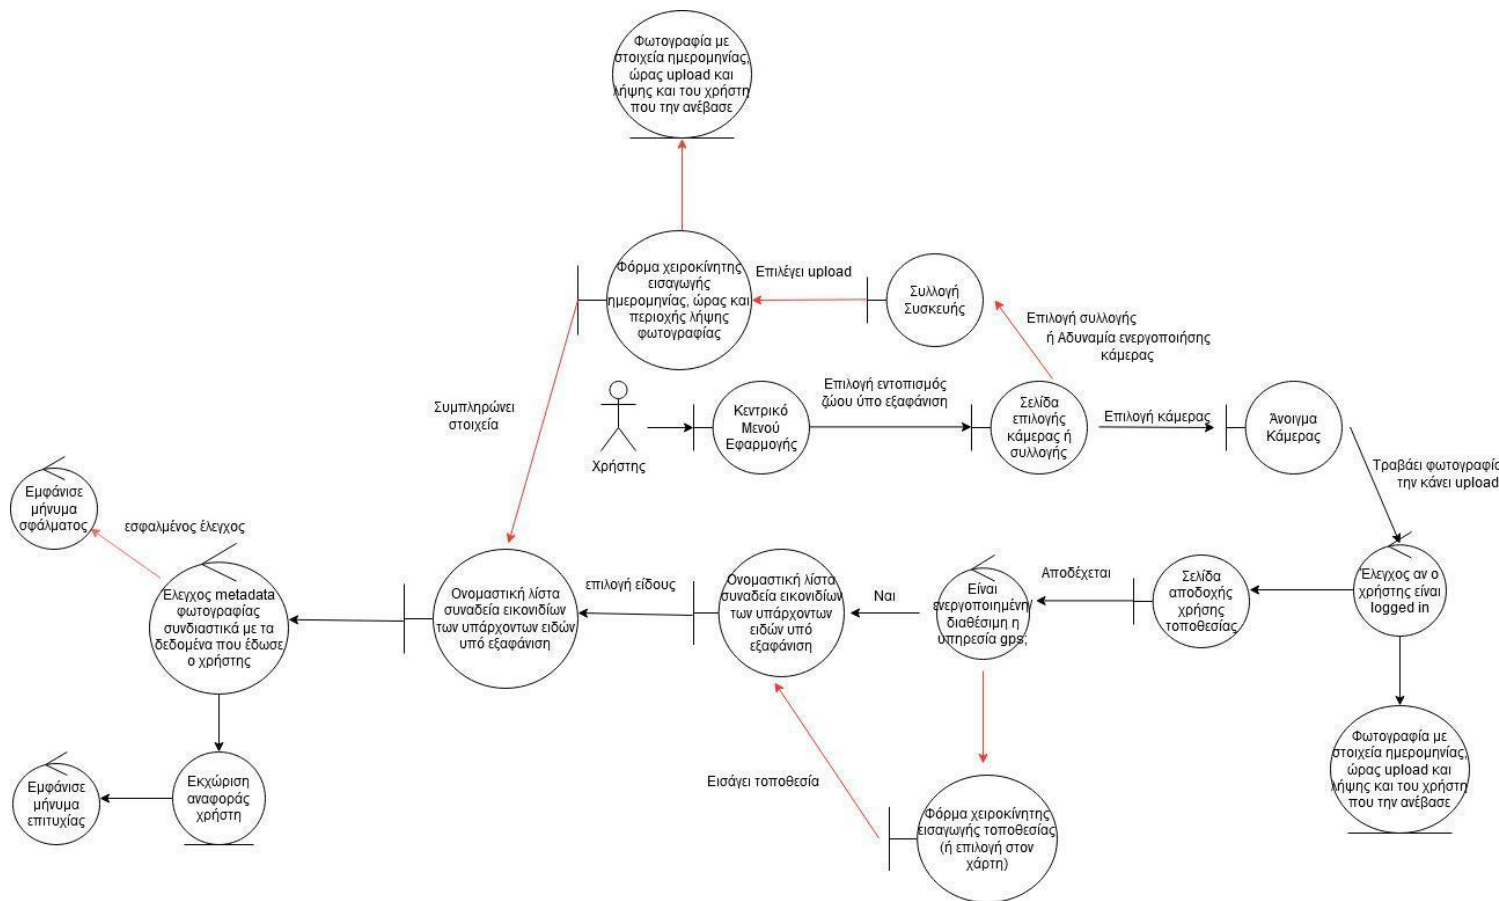 Φωτογραφία με
στοιχεία ημερομηνίας,
ώρας upload και
λήψης και του χρήστη
που την ανέβασε
Φόρμα χειροκίνητης
εισαγωγής
ημερομηνίας, ώρας και
περιοχής λήψης
φωτογραφίας
Επιλέγει upload
Συλλογή
Συσκευής
Επιλογή συλλογής
ή Αδυναμία ενεργοποιήσης
κάμερας
Συμπληρώνει
στοιχεία
Χρήστης
Κεντρικό
Μενού
Εφαρμογής
Επιλογή εντοπισμός
ζώου ύπο εξαφάνιση
Σελίδα
επιλογής
κάμερας ή
συλλογής
Επιλογή κάμερας
Άνοιγμα
Κάμερας
Τραβάει φωτογραφία
την κάνει upload
Έλεγχος αν ο
χρήστης είναι
logged in
Σελίδα
αποδοχής
χρήσης
τοποθεσίας
Αποδέχεται
Είναι
ενεργοποιημένη/
διαθέσιμη η
υπηρεσία gps;
Ναι
Ονομαστική λίστα
συναδεία εικονιδίων
των υπάρχοντων
ειδών υπό
εξαφάνιση
επιλογή είδους
Ονομαστική λίστα
συναδεία εικονιδίων
των υπάρχοντων ειδών
υπό εξαφάνιση
Έλεγχος metadata
φωτογραφίας
συνδιαστικά με τα
δεδομένα που έδωσε
ο χρήστης
εσφαλμένος έλεγχος
Εμφάνισε
μήνυμα
σφάλματος
Εκχώριση
αναφοράς
χρήστη
Εμφάνισε
μήνυμα
επιτυχίας
Εισάγει τοποθεσία
Φόρμα χειροκίνητης
εισαγωγής τοποθεσίας
(ή επιλογή στον
χάρτη)
Φωτογραφία με
στοιχεία ημερομηνίας,
ώρας upload και
λήψης και του χρήστη
που την ανέβασε